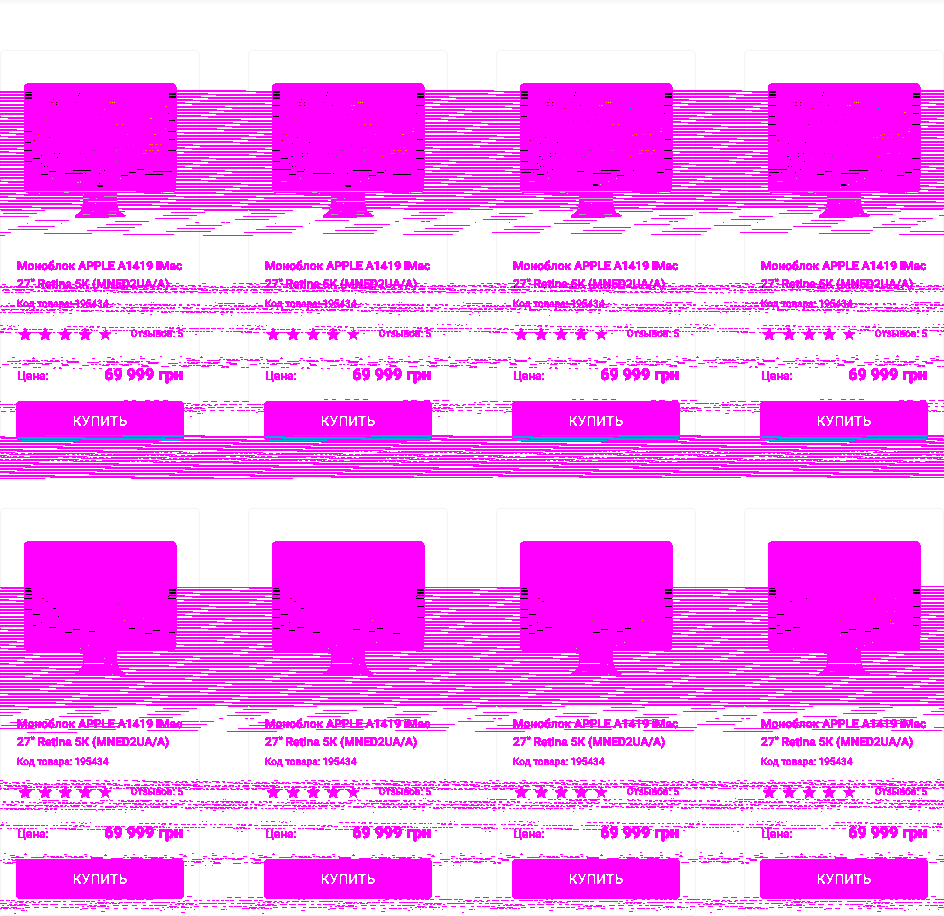 Моноблок APPLE A1419 iMac Моноблок APPLE A1419 iMac Моноблок APPLE A1419 iMac Моноблок APPLE A1419 iMac
27" Retina 5K (MNED2UA/A) 27" Retina 5K (MNED2UA/A) 27" Retina 5K (MNED2UA/A) 27" Retina 5K (MNED2UA/A)
Код товара: 195434 Код товара: 195434 Код товара: 195434 Код товара: 195434
Отзывов: 5 Отзывов: 5 Отзывов: 5 Отзывов: 5
Цена: 69 999 грн Цена: 69 999 грн Цена: 69 999 грн Цена: 69 999 грн
КУПИТЬ КУПИТЬ КУПИТЬ КУПИТЬ
Моноблок APPLE A1419 iMac Моноблок APPLE A1419 iMac Моноблок APPLE A1419 iMac Моноблок APPLE A1419 iMac
27" Retina 5K (MNED2UA/A) 27" Retina 5K (MNED2UA/A) 27" Retina 5K (MNED2UA/A) 27" Retina 5K (MNED2UA/A)
Код товара: 195434 Код товара: 195434 Код товара: 195434 Код товара: 195434
Отзывов: 5 Отзывов: 5 Отзывов: 5 Отзывов: 5
Цена: 69 999 грн Цена: 69 999 грн Цена: 69 999 грн Цена: 69 999 грн
КУПИТЬ КУПИТЬ КУПИТЬ КУПИТЬ